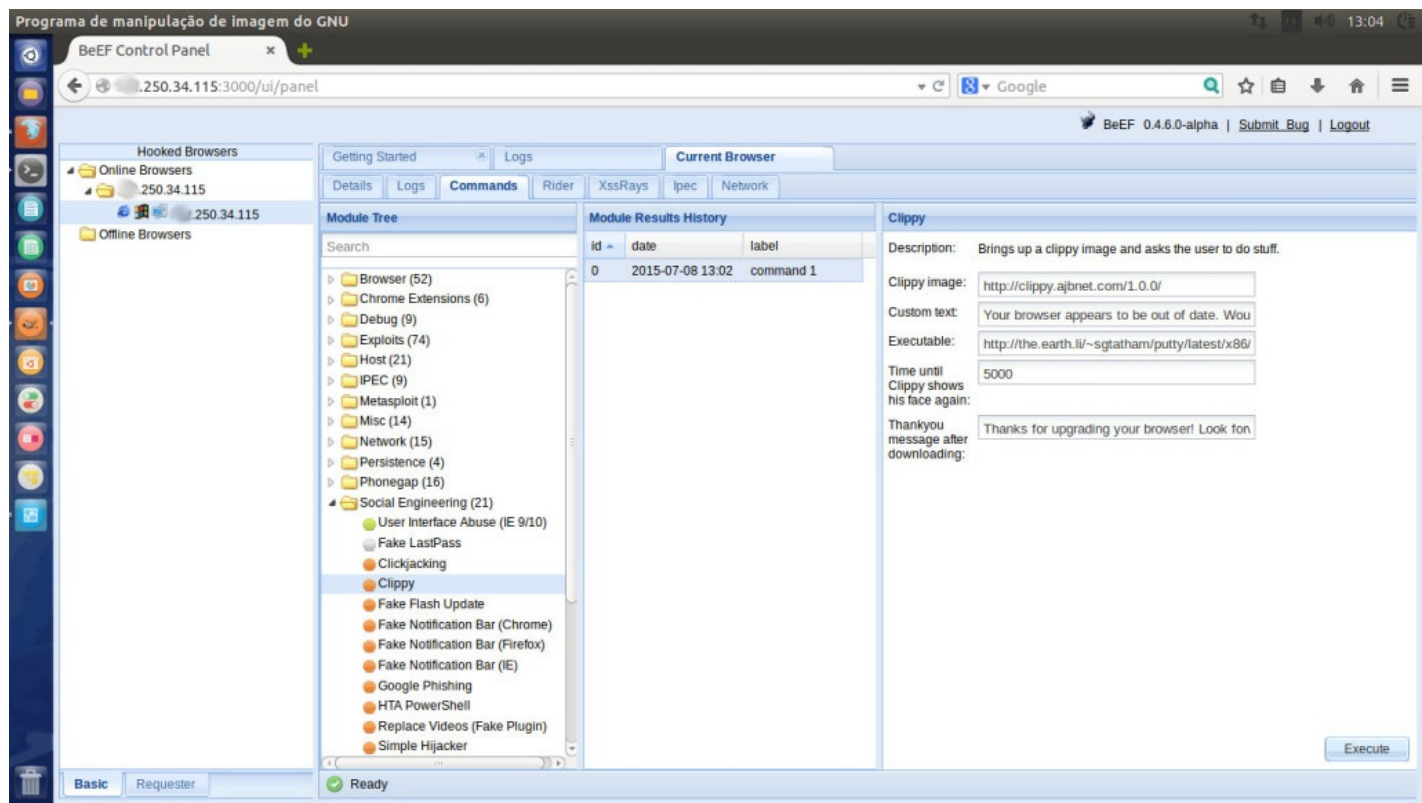 Programa de manipulação de imagem do GNU
13:04
BeEF Control Panel
.250.34.115:3000/ui/panel
Google
BeEF 0.4.6.0-alpha | Submit Bug | Logout
Hooked Browsers
Online Browsers
.250.34.115
.250.34.115
Offline Browsers
Getting Started
Logs
Current Browser
Details
Logs
Commands
Rider
XssRays
Ipec
Network
Module Tree
Search
Browser (52)
Chrome Extensions (6)
Debug (9)
Exploits (74)
Host (21)
IPEC (9)
Metasploit (1)
Misc (14)
Network (15)
Persistence (4)
Phonegap (16)
Social Engineering (21)
User Interface Abuse (IE 9/10)
Fake LastPass
Clickjacking
Clippy
Fake Flash Update
Fake Notification Bar (Chrome)
Fake Notification Bar (Firefox)
Fake Notification Bar (IE)
Google Phishing
HTA PowerShell
Replace Videos (Fake Plugin)
Simple Hijacker
Module Results History
id date label
0 2015-07-08 13:02 command 1
Clippy
Description: Brings up a clippy image and asks the user to do stuff.
Clippy image: http://clippy.ajbnet.com/1.0.0/
Custom text: Your browser appears to be out of date. Wou
Executable: http://the.earth.li/~sgtatham/putty/latest/x86/
Time until
Clippy shows
his face again:
5000
Thankyou
message after
downloading:
Thanks for upgrading your browser! Look
Execute
Basic
Requester
Ready